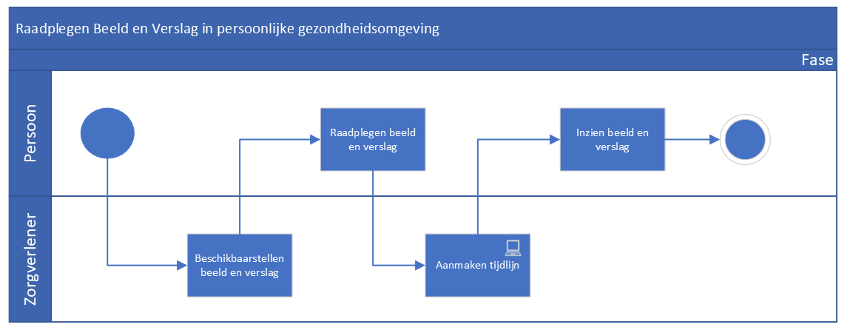 Raadplegen Beeld en Verslag in persoonlijke gezondheidsomgeving
Fase
Persoon
Raadplegen beeld
en verslag
Inzien beeld en
verslag
Zorgverlener
Beschikbaarstellen
beeld en verslag
Aanmaken tijdlijn